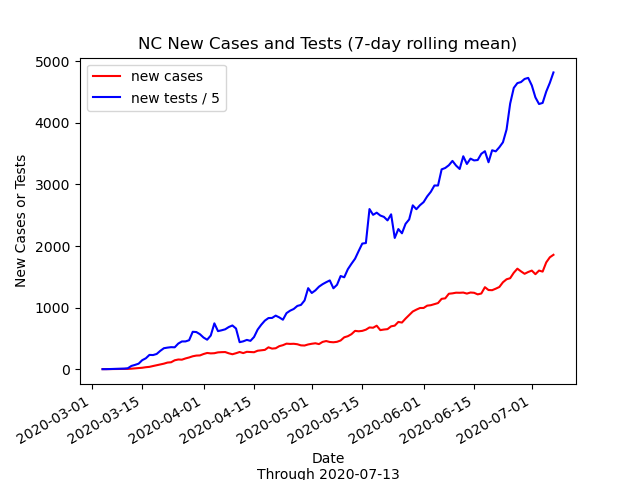 NC New Cases and Tests (7-day rolling mean)
new cases
new tests / 5
New Cases or Tests
5000
4000
3000
2000
1000
0
2020-03-01
2020-03-15
2020-04-01
2020-04-15
2020-05-01
2020-05-15
2020-06-01
2020-06-15
2020-07-01
Date
Through 2020-07-13